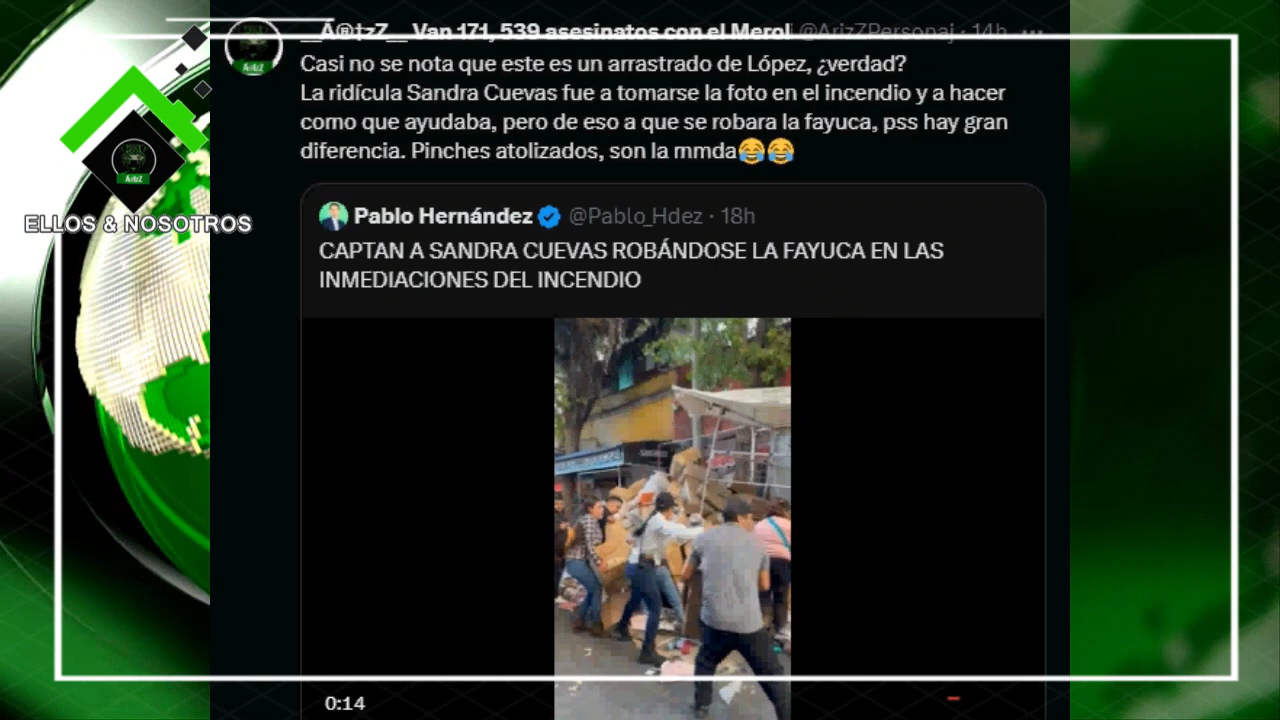 __Ä®ỉzZ__ Van 171, 539 asesinatos con el Merol @ArizZPersonaj · 14h ···
Casi no se nota que este es un arrastrado de López, ¿verdad?
La ridícula Sandra Cuevas fue a tomarse la foto en el incendio y a hacer
como que ayudaba, pero de eso a que se robara la fayuca, pss hay gran
diferencia. Pinches atolizados, son la mmda😂😂
ELLOS & NOSOTROS
Pablo Hernández @Pablo_Hdez · 18h
CAPTAN A SANDRA CUEVAS ROBÁNDOSE LA FAYUCA EN LAS
INMEDIACIONES DEL INCENDIO
0:14